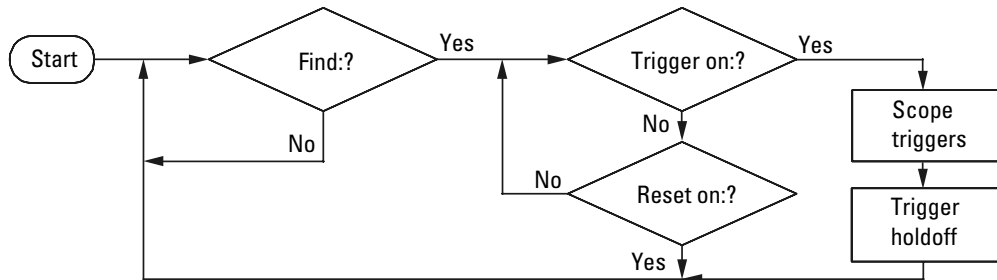 Start
Find:?
Yes
No
Trigger on:?
Yes
No
Scope
triggers
Reset on:?
No
Yes
Trigger
holdoff